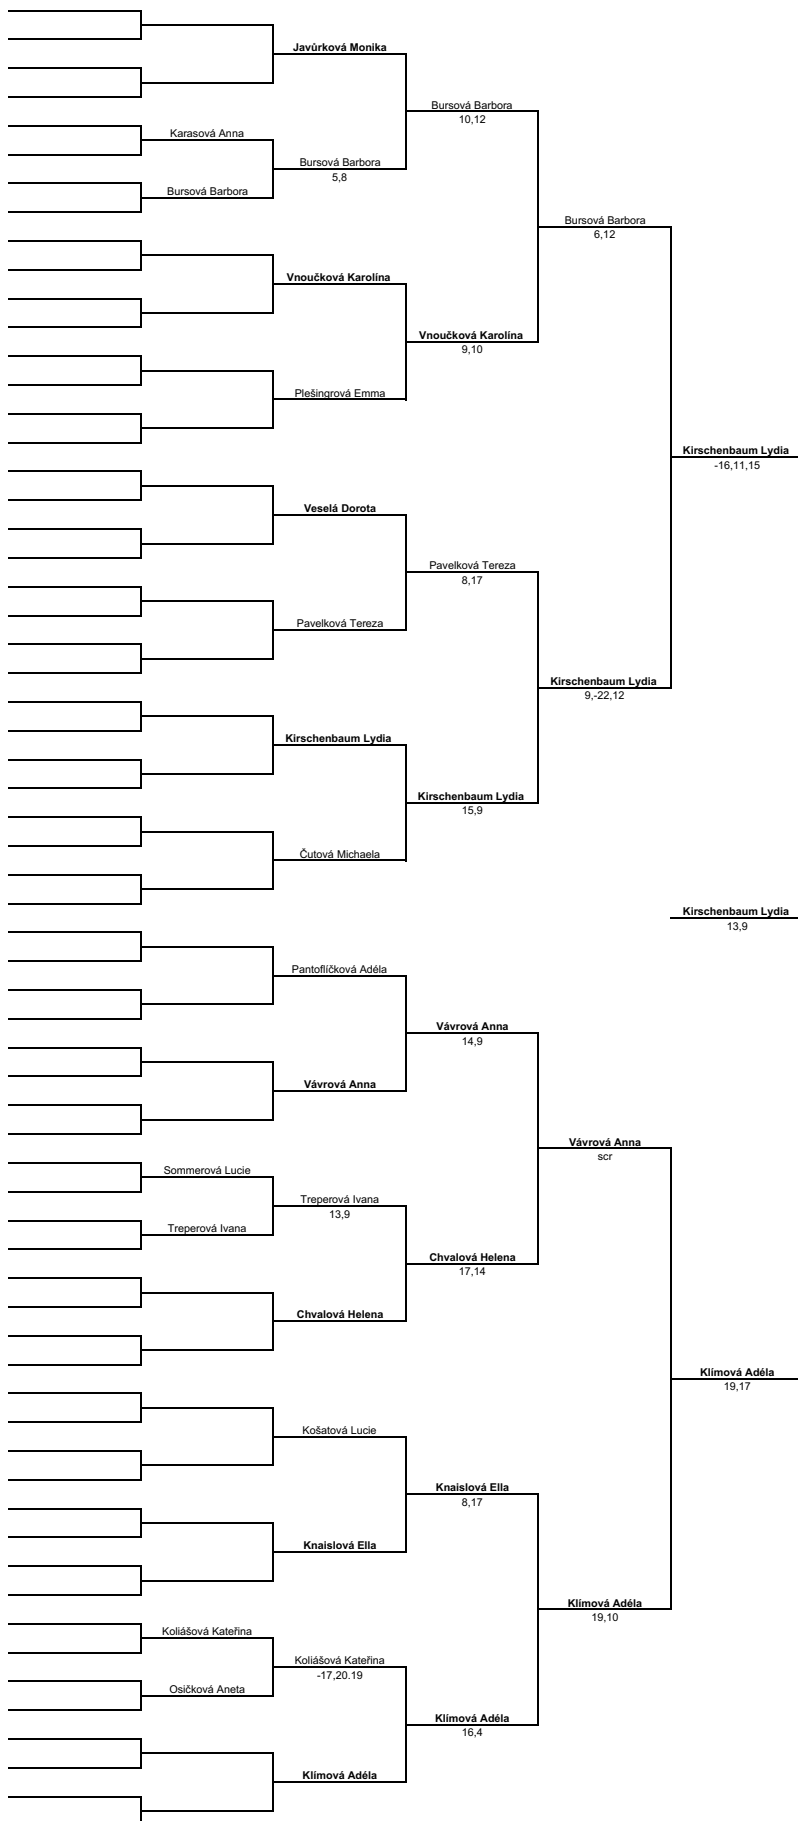 Javůrková Monika
Bursová Barbora
10,12
Karasová Anna
Bursová Barbora
5,8
Bursová Barbora
Bursová Barbora
6,12
Vnoučková Karolína
Vnoučková Karolína
9,10
Plešingrová Emma
Kirschenbaum Lydia
-16,11,15
Veselá Dorota
Pavelková Tereza
8,17
Pavelková Tereza
Kirschenbaum Lydia
9,-22,12
Kirschenbaum Lydia
Kirschenbaum Lydia
15,9
Čutová Michaela
Kirschenbaum Lydia
13,9
Pantoflíčková Adéla
Vávrová Anna
14,9
Vávrová Anna
Vávrová Anna
scr
Sommerová Lucie
Treperová Ivana
13,9
Treperová Ivana
Chvalová Helena
17,14
Chvalová Helena
Klímová Adéla
19,17
Košatová Lucie
Knaislová Ella
8,17
Knaislová Ella
Klímová Adéla
19,10
Koliášová Kateřina
Koliášová Kateřina
-17,20.19
Osičková Aneta
Klímová Adéla
16,4
Klímová Adéla